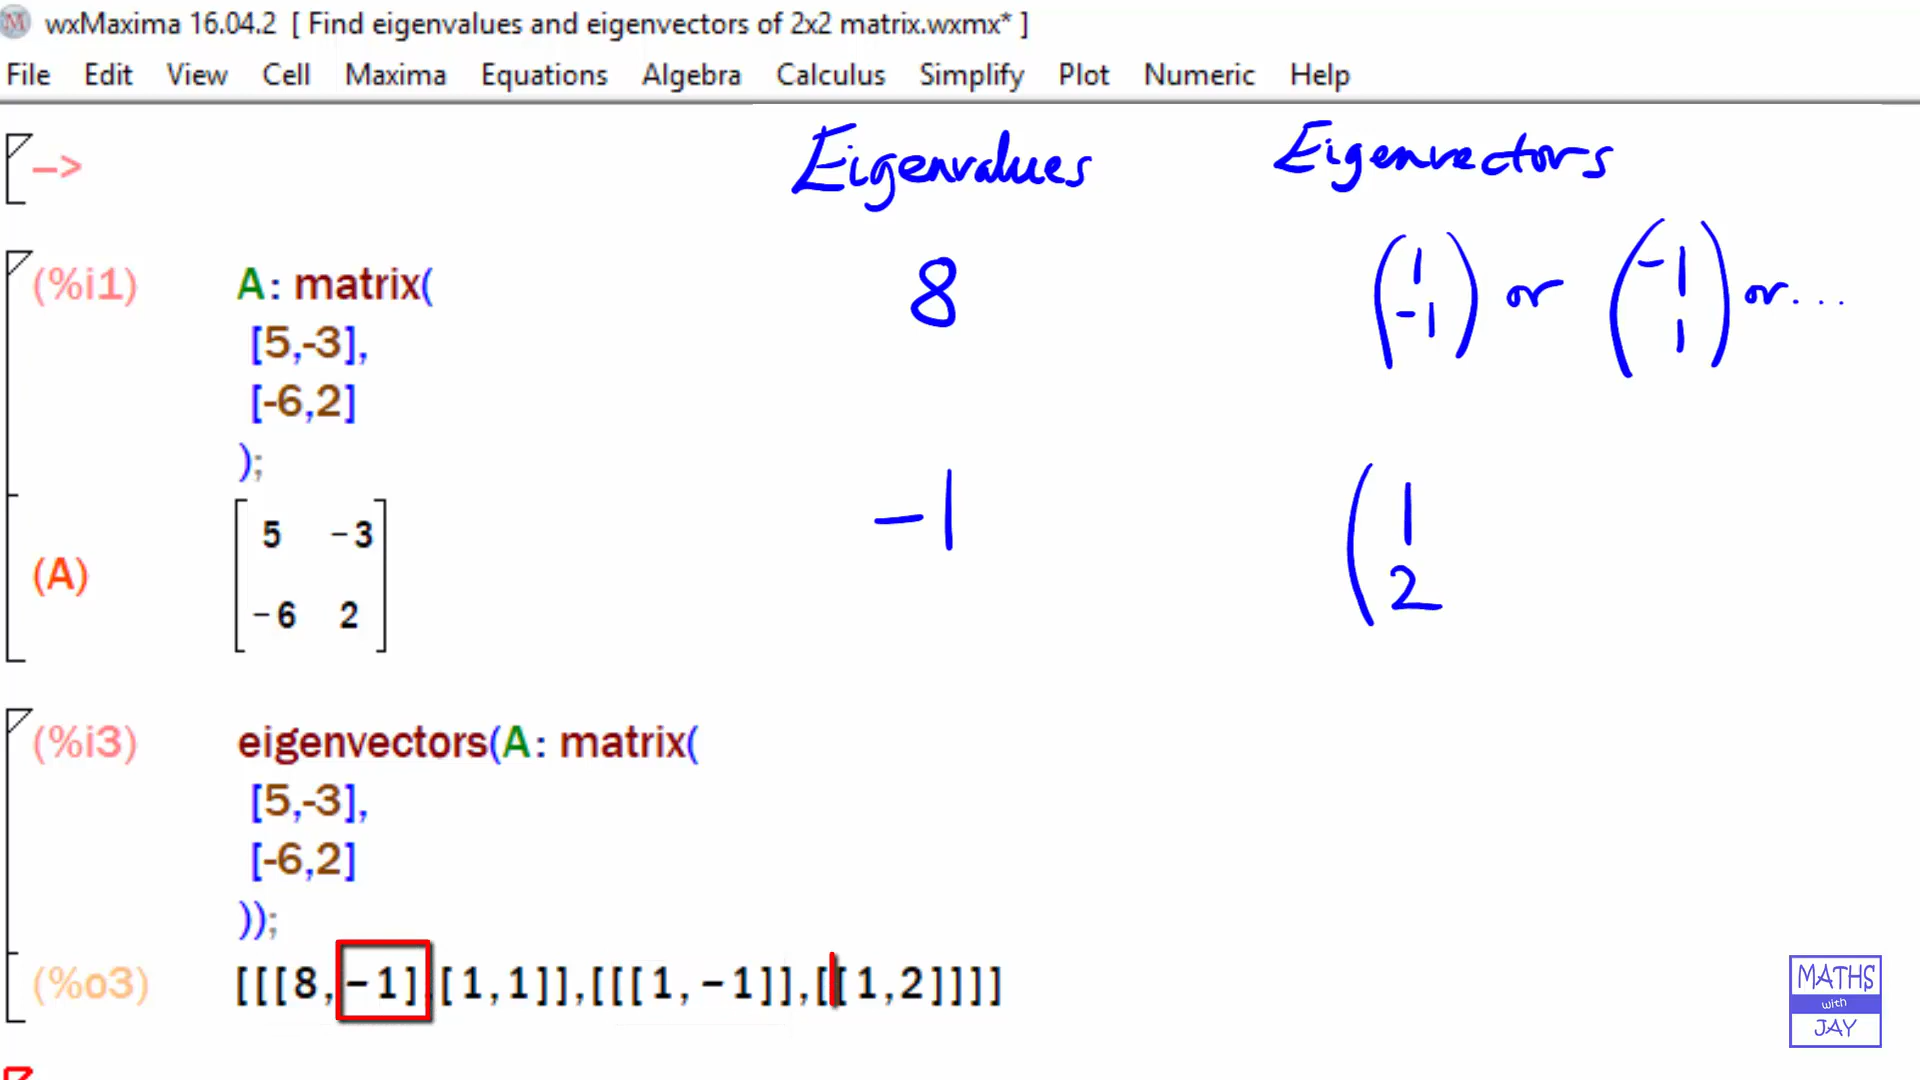 wxMaxima 16.04.2 [ Find eigenvalues and eigenvectors of 2x2 matrix.wxmx* ]
File Edit View Cell Maxima Equations Algebra Calculus Simplify Plot Numeric Help
-->
Eigenvalues Eigenvectors
(%i1) A: matrix(
[5,-3],
[-6,2]
);
8 (1 -1) or (-1 1) or...
-1 (1 2
(A) [5 -3
-6 2]
(%i3) eigenvectors(A: matrix(
[5,-3],
[-6,2]
));
(%o3) [[[8,-1],[1,1]],[[[1,-1]],[[1,2]]]]
MATHS
with
JAY